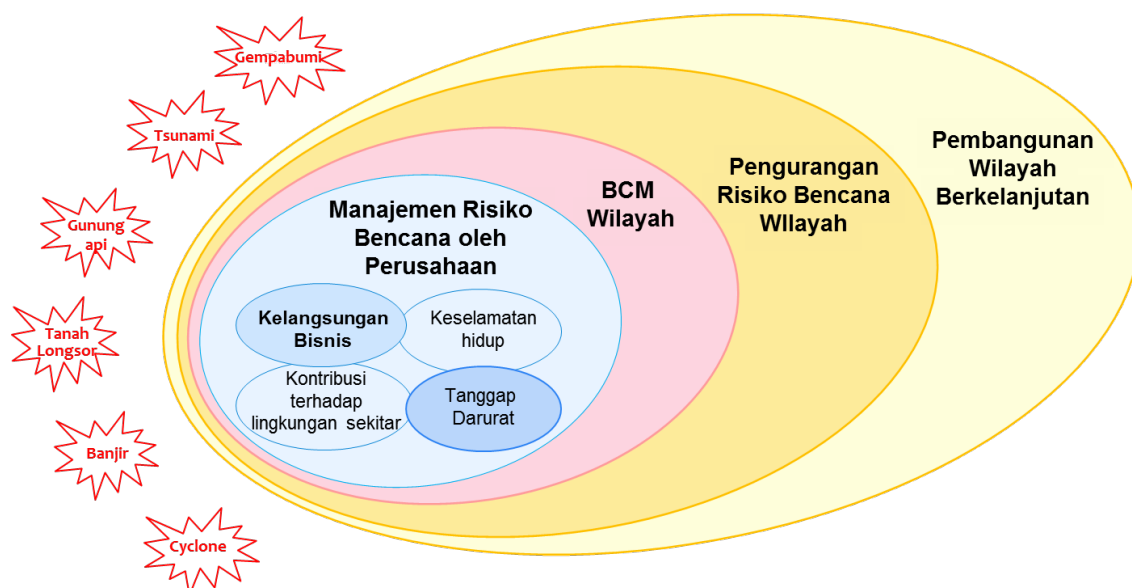 Gempabumi
Tsunami
Gunung
api
Tanah
Longsor
Banjir
Cyclone
Manajemen Risiko
Bencana oleh
Perusahaan
Kelangsungan
Bisnis
Keselamatan
hidup
Kontribusi
terhadap
lingkungan sekitar
Tanggap
Darurat
BCM
Wilayah
Pengurangan
Risiko Bencana
WIlayah
Pembangunan
Wilayah
Berkelanjutan